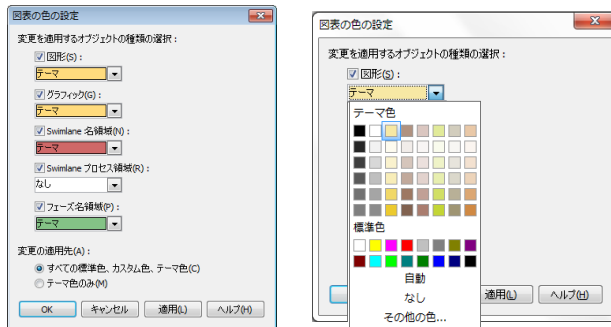 図表の色の設定
変更を適用するオブジェクトの種類の選択：
図形(S)：
テーマ
グラフィック(G)：
テーマ
Swimlane 名領域(N)：
テーマ
Swimlane プロセス領域(R)：
なし
フェーズ名領域(P)：
テーマ
変更の適用先(A)：
すべての標準色、カスタム色、テーマ色(C)
テーマ色のみ(M)
OK キャンセル 適用(L) ヘルプ(H)
図表の色の設定
変更を適用するオブジェクトの種類の選択：
図形(S)：
テーマ
テーマ色
標準色
自動
なし
その他の色...
適用(L) ヘルプ(H)